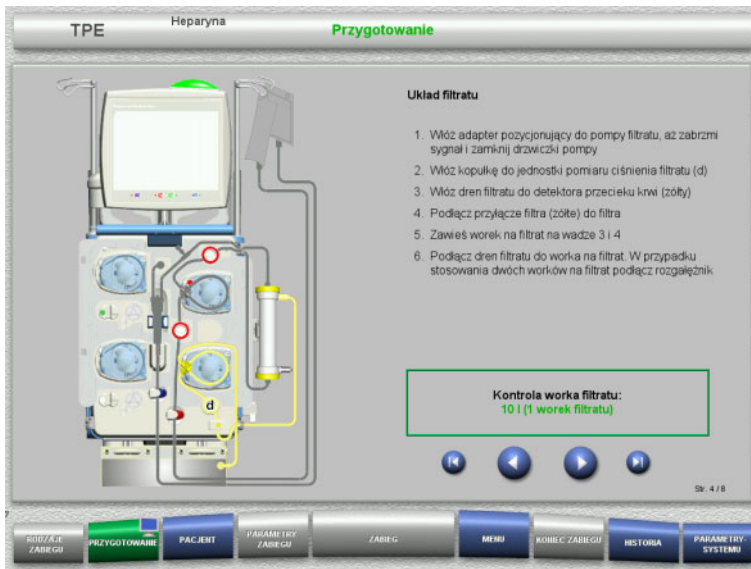 TPE
Heparyna
Przygotowanie
Układ filtratu
1. Włóż adapter pozycjonujący do pompy filtratu, aż zabrzmi
sygnał i zamknij drzwiczki pompy
2. Włóż kopułkę do jednostki pomiaru ciśnienia filtratu (d)
3. Włóż dren filtratu do detektora przecieku krwi (żółty)
4. Podłącz przyłącze filtra (żółte) do filtra
5. Zawieś worek na filtrat na wadze 3 i 4
6. Podłącz dren filtratu do worka na filtrat. W przypadku
stosowania dwóch worków na filtrat podłącz rozgałęźnik
d
Kontrola worka filtratu:
10 l (1 worek filtratu)
Str. 4 / 8
RODZAJE
ZABIEGU
PRZYGOTOWANIE
PACJENT
PARAMETRY
ZABIEGU
ZABIEG
MENU
KONIEC ZABIEGU
HISTORIA
PARAMETRY-
SYSTEMU